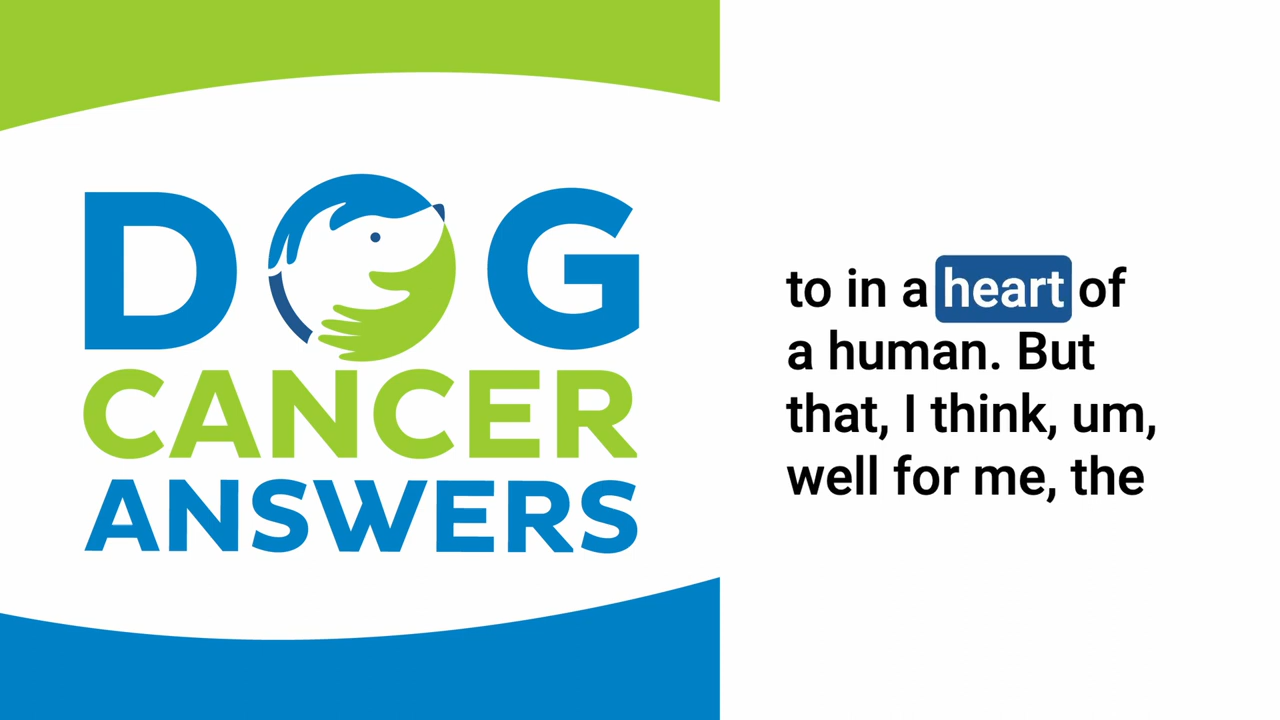 DOG
CANCER
ANSWERS
to in a heart of
a human. But
that, I think, um,
well for me, the